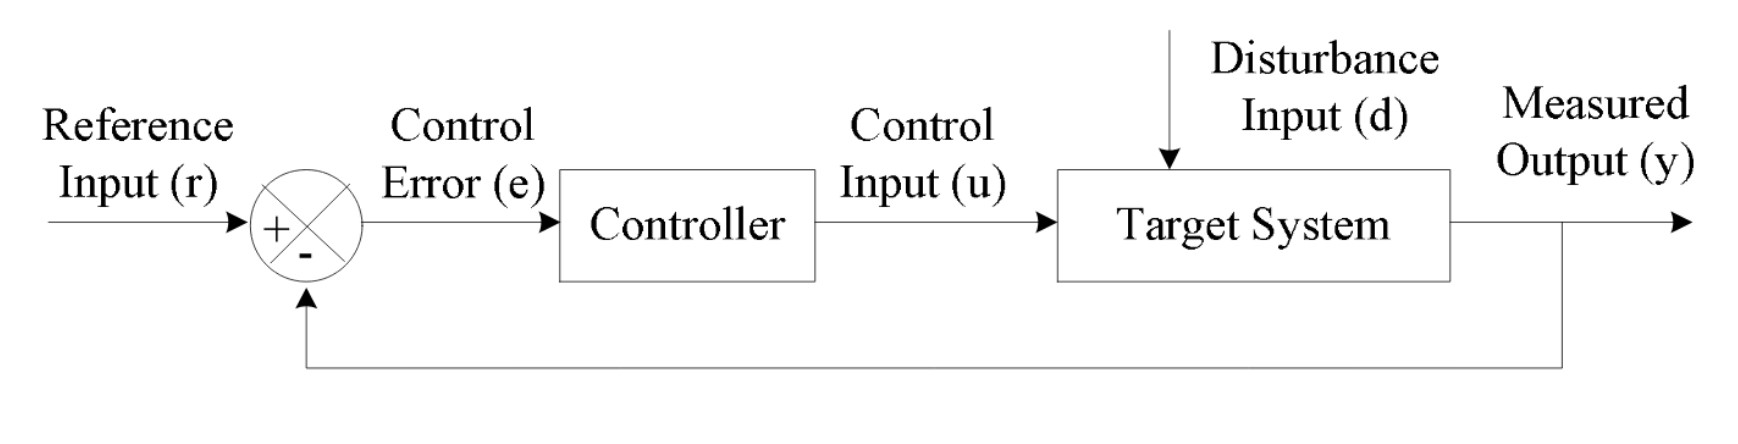 Reference
Input (r)
+
-
Control
Error (e)
Controller
Control
Input (u)
Disturbance
Input (d)
Target System
Measured
Output (y)